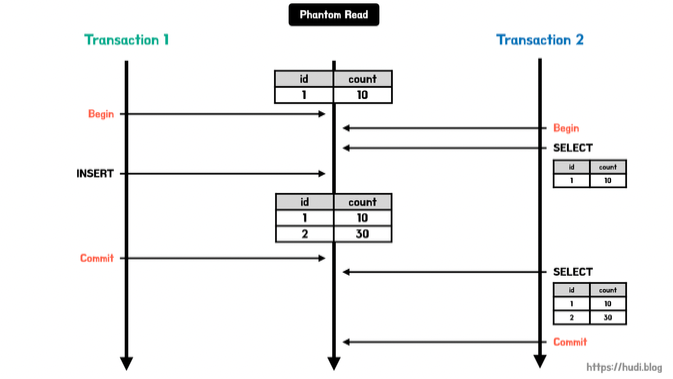 Phantom Read
Transaction 1
Transaction 2
id count
1 10
Begin
Begin
SELECT
id count
1 10
INSERT
id count
1 10
2 30
Commit
SELECT
id count
1 10
2 30
Commit
https://hudi.blog